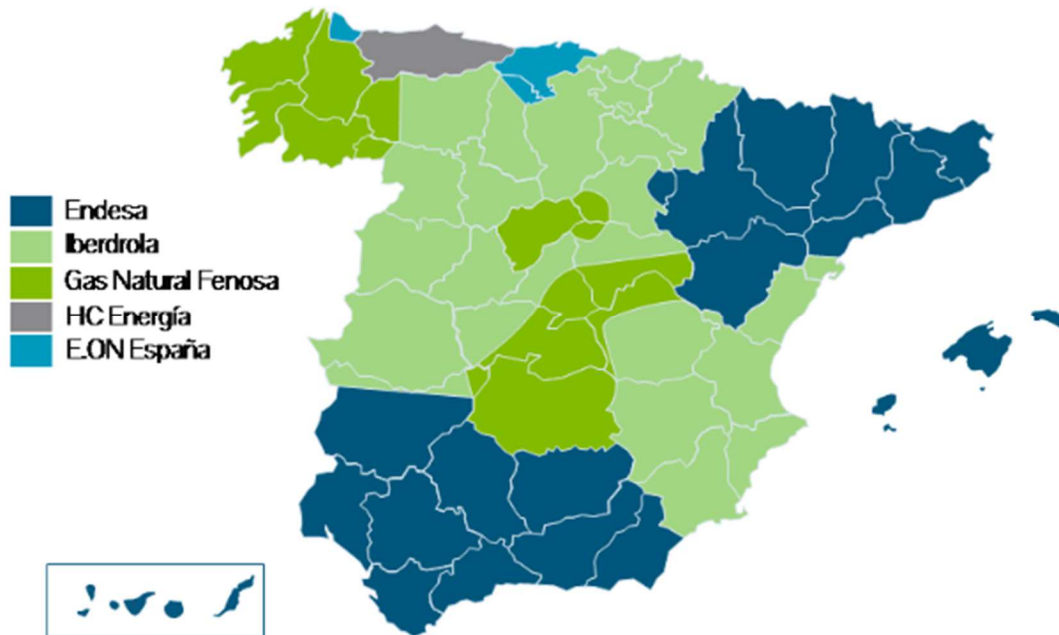 Endesa
Iberdrola
Gas Natural Fenosa
HC Energía
E.ON España